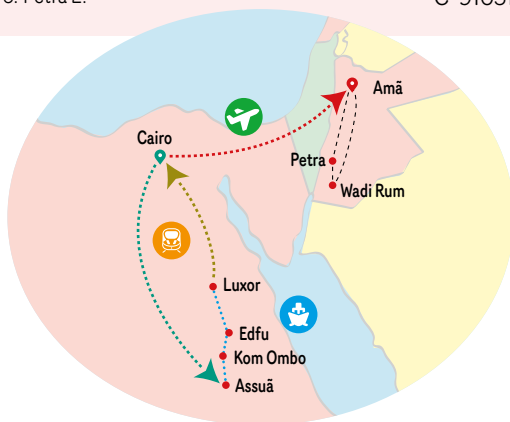 Amã
Cairo
Petra
Wadi Rum
Luxor
Edfu
Kom Ombo
Assuã